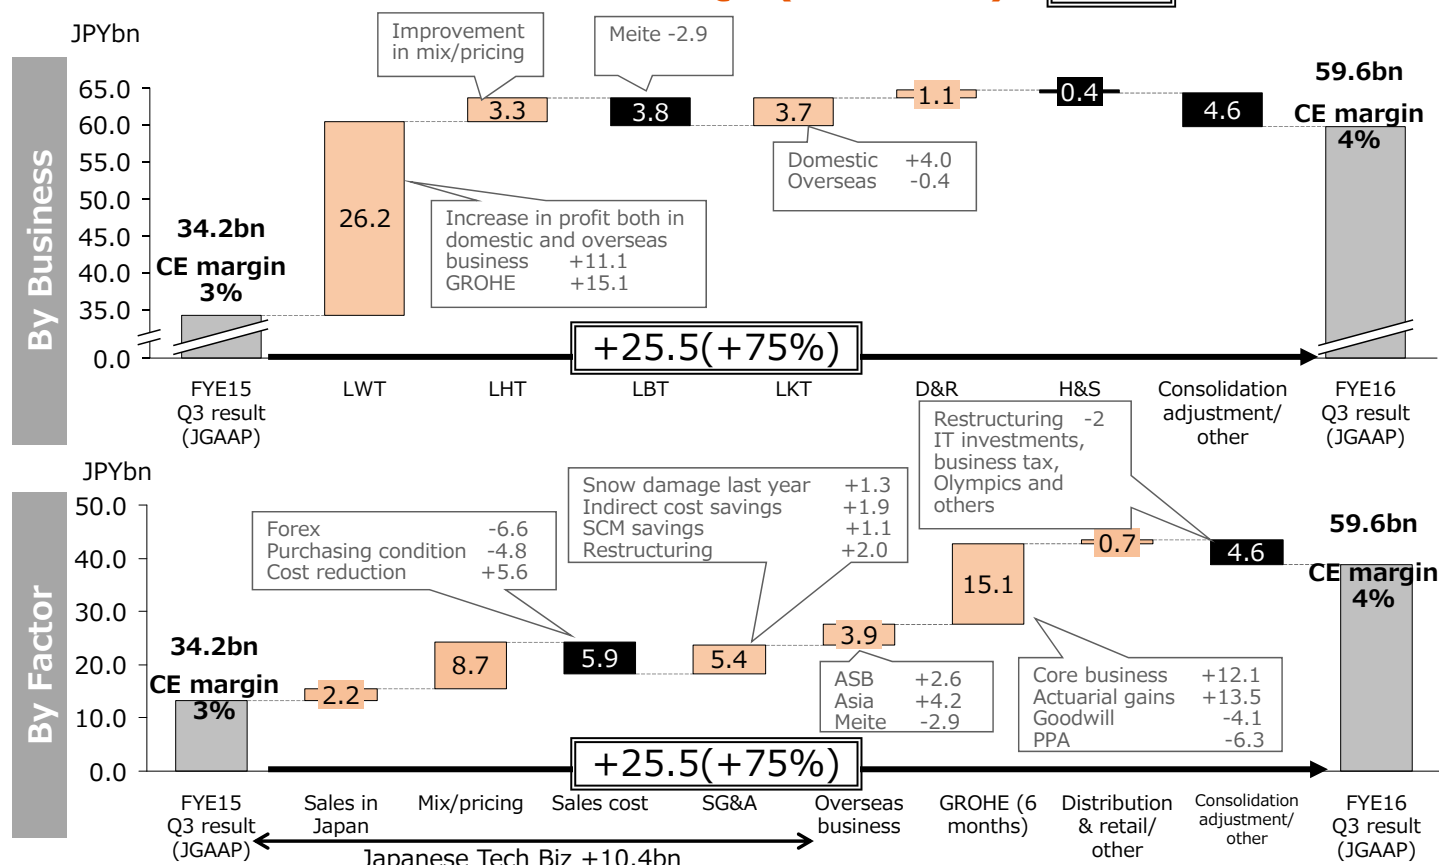 JPYbn
By Business
65.0
60.0
55.0
50.0
45.0
40.0
35.0
0.0
34.2bn
CE margin
3%
26.2
3.3
3.8
3.7
1.1
0.4
4.6
59.6bn
CE margin
4%
Improvement
in mix/pricing
Meite -2.9
Increase in profit both in
domestic and overseas
business +11.1
GROHE +15.1
Domestic +4.0
Overseas -0.4
+25.5(+75%)
FYE15
Q3 result
(JGAAP)
LWT
LHT
LBT
LKT
D&R
H&S
Consolidation
adjustment/
other
FYE16
Q3 result
(JGAAP)
JPYbn
By Factor
50.0
40.0
30.0
20.0
10.0
0.0
34.2bn
CE margin
3%
2.2
8.7
5.9
5.4
3.9
15.1
0.7
4.6
59.6bn
CE margin
4%
Forex -6.6
Purchasing condition -4.8
Cost reduction +5.6
Snow damage last year +1.3
Indirect cost savings +1.9
SCM savings +1.1
Restructuring +2.0
Restructuring -2
IT investments,
business tax,
Olympics and
others
ASB +2.6
Asia +4.2
Meite -2.9
Core business +12.1
Actuarial gains +13.5
Goodwill -4.1
PPA -6.3
+25.5(+75%)
FYE15
Q3 result
(JGAAP)
Sales in
Japan
Mix/pricing
Sales cost
SG&A
Overseas
business
GROHE (6
months)
Distribution
& retail/
other
Consolidation
adjustment/
other
FYE16
Q3 result
(JGAAP)
Japanese Tech Biz +10.4bn